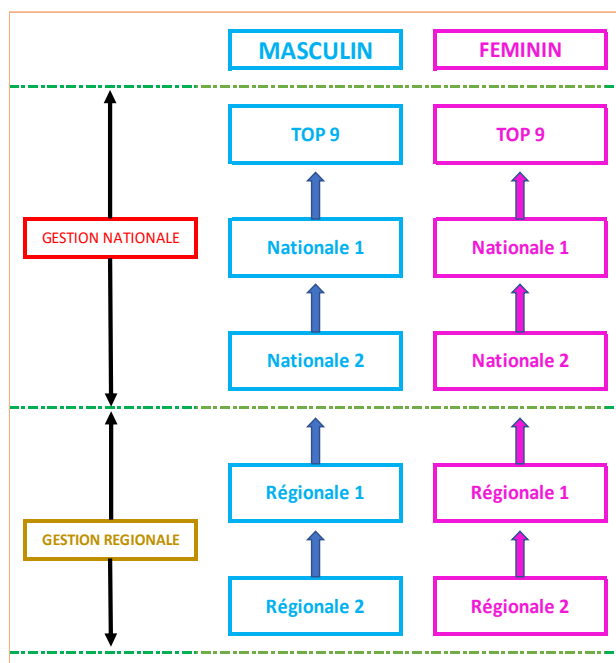 MASCULIN
FEMININ
TOP 9
TOP 9
GESTION NATIONALE
Nationale 1
Nationale 1
Nationale 2
Nationale 2
Régionale 1
Régionale 1
GESTION REGIONALE
Régionale 2
Régionale 2